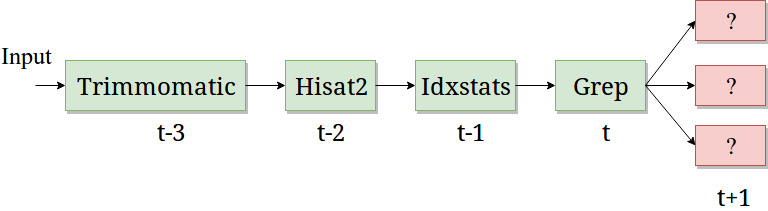 Input
Trimmomatic
Hisat2
Idxstats
Grep
?
?
?
t-3
t-2
t-1
t
t+1